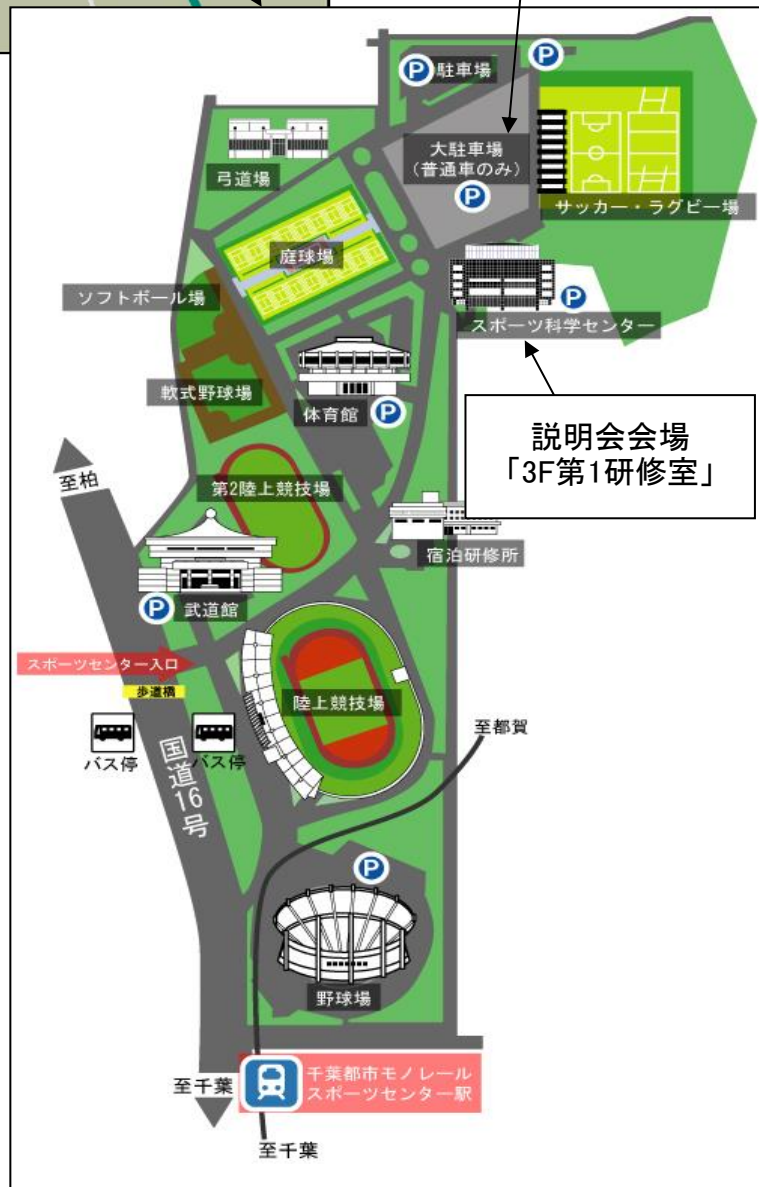 P 駐車場
P
大駐車場
(普通車のみ)
P
サッカー・ラグビー場
弓道場
庭球場
ソフトボール場
P
スポーツ科学センター
軟式野球場
体育館
P
説明会会場
「3F第1研修室」
至柏
第2陸上競技場
宿泊研修所
P 武道館
スポーツセンター入口
歩道橋
陸上競技場
至都賀
バス停
バス停
国道16号
P
野球場
千葉都市モノレール
スポーツセンター駅
至千葉
至千葉